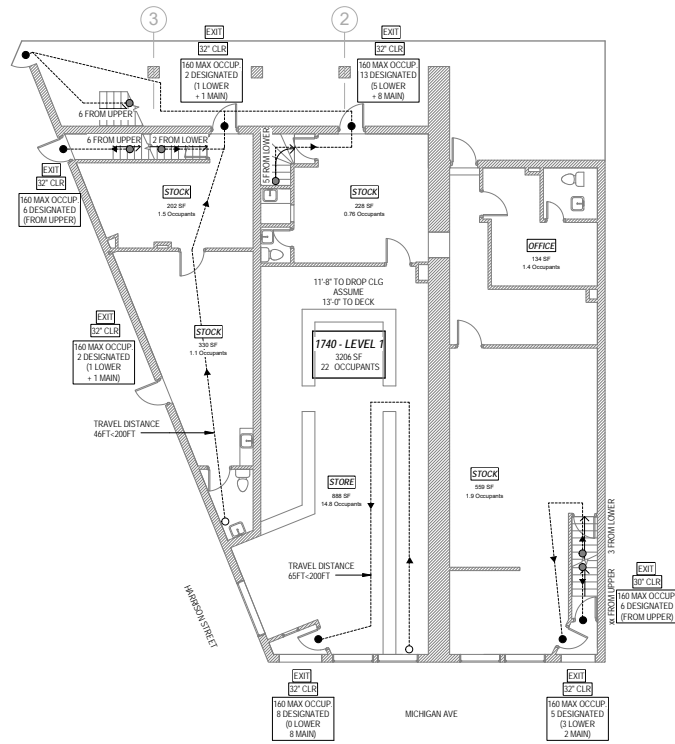 3
2
EXIT
32" CLR
160 MAX OCCUP.
2 DESIGNATED
(1 LOWER
+ 1 MAIN)
EXIT
32" CLR
160 MAX OCCUP.
13 DESIGNATED
(5 LOWER
+ 8 MAIN)
6 FROM UPPER
6 FROM UPPER
2 FROM LOWER
5 FROM LOWER
EXIT
32" CLR
160 MAX OCCUP.
6 DESIGNATED
(FROM UPPER)
STOCK
202 SF
1.5 Occupants
STOCK
228 SF
0.76 Occupants
OFFICE
134 SF
1.4 Occupants
11'-8" TO DROP CLG
ASSUME
13'-0" TO DECK
STOCK
330 SF
1.1 Occupants
1740 - LEVEL 1
3206 SF
22 OCCUPANTS
EXIT
32" CLR
160 MAX OCCUP.
2 DESIGNATED
(1 LOWER
+ 1 MAIN)
TRAVEL DISTANCE
46FT<200FT
STORE
888 SF
14.8 Occupants
STOCK
559 SF
1.9 Occupants
TRAVEL DISTANCE
65FT<200FT
3 FROM LOWER
xx FROM UPPER
EXIT
30" CLR
160 MAX OCCUP.
6 DESIGNATED
(FROM UPPER)
HARRISON STREET
EXIT
32" CLR
160 MAX OCCUP.
8 DESIGNATED
(0 LOWER
8 MAIN)
MICHIGAN AVE
EXIT
32" CLR
160 MAX OCCUP.
5 DESIGNATED
(3 LOWER
2 MAIN)